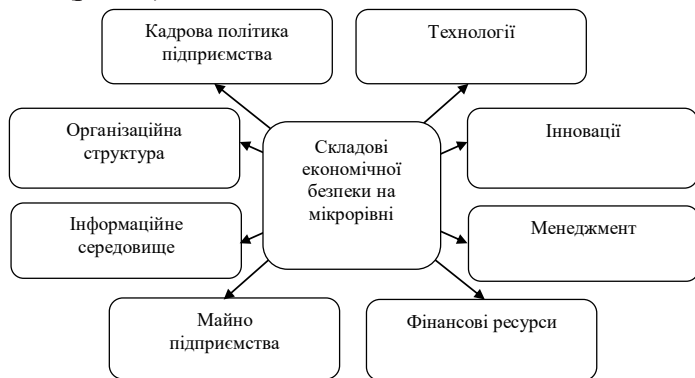 Кадрова політика
підприємства
Технології
Організаційна
структура
Складові
економічної
безпеки на
мікрорівні
Інновації
Інформаційне
середовище
Менеджмент
Майно
підприємства
Фінансові ресурси